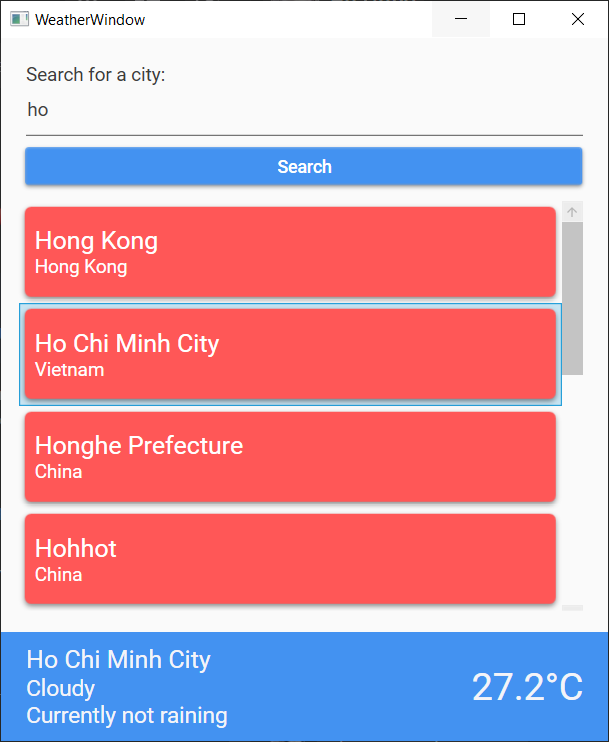 WeatherWindow
Search for a city:
ho
Search
Hong Kong
Hong Kong
Ho Chi Minh City
Vietnam
Honghe Prefecture
China
Hohhot
China
Ho Chi Minh City
Cloudy
27.2°C
Currently not raining